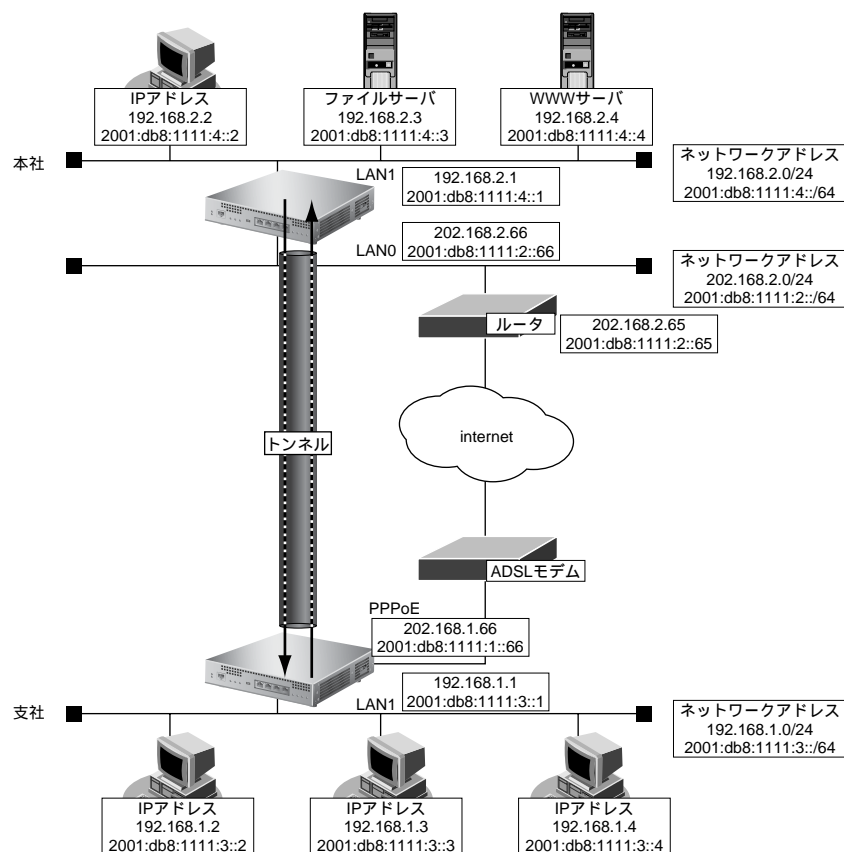 IPアドレス
192.168.2.2
2001:db8:1111:4::2
ファイルサーバ
192.168.2.3
2001:db8:1111:4::3
WWWサーバ
192.168.2.4
2001:db8:1111:4::4
本社
LAN1
192.168.2.1
2001:db8:1111:4::1
ネットワークアドレス
192.168.2.0/24
2001:db8:1111:4::/64
LAN0
202.168.2.66
2001:db8:1111:2::66
ネットワークアドレス
202.168.2.0/24
2001:db8:1111:2::/64
ルータ
202.168.2.65
2001:db8:1111:2::65
トンネル
internet
ADSLモデム
PPPoE
202.168.1.66
2001:db8:1111:1::66
支社
LAN1
192.168.1.1
2001:db8:1111:3::1
ネットワークアドレス
192.168.1.0/24
2001:db8:1111:3::/64
IPアドレス
192.168.1.2
2001:db8:1111:3::2
IPアドレス
192.168.1.3
2001:db8:1111:3::3
IPアドレス
192.168.1.4
2001:db8:1111:3::4